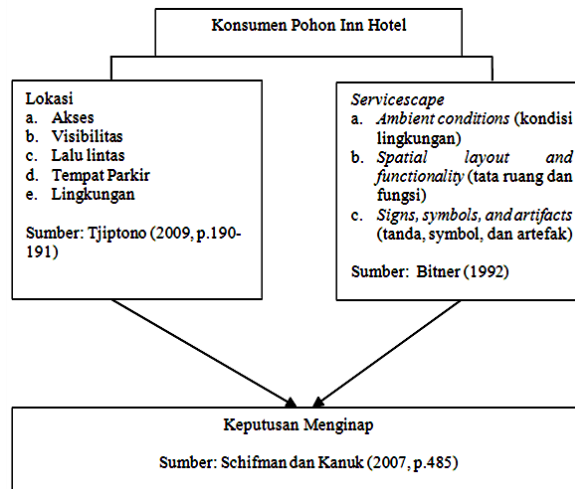 Konsumen Pohon Inn Hotel
Lokasi
a. Akses
b. Visibilitas
c. Lalu lintas
d. Tempat Parkir
e. Lingkungan
Sumber: Tjiptono (2009, p.190-
191)
Servicescape
a. Ambient conditions (kondisi
lingkungan)
b. Spatial layout and
functionality (tata ruang dan
fungsi)
c. Signs, symbols, and artifacts
(tanda, symbol, dan artefak)
Sumber: Bitner (1992)
Keputusan Menginap
Sumber: Schifman dan Kanuk (2007, p.485)